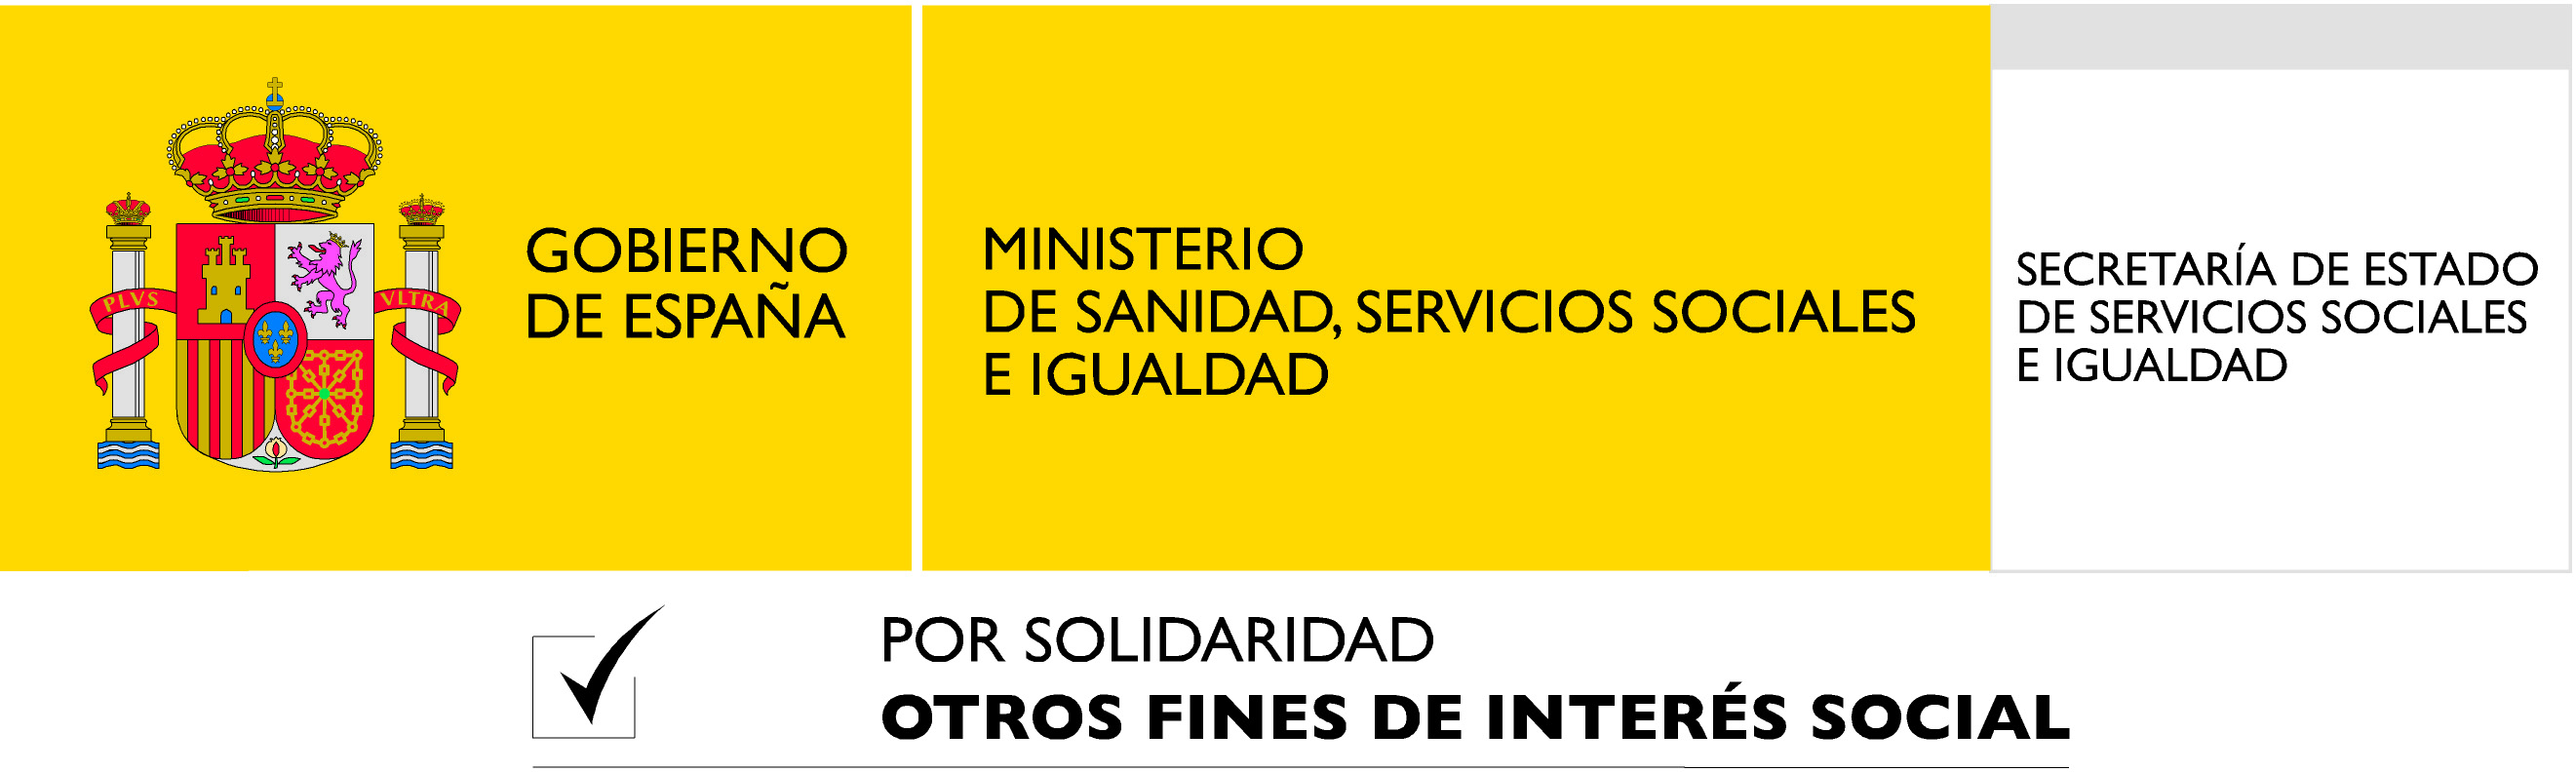 PLVS VLTRA
GOBIERNO
DE ESPAÑA
MINISTERIO
DE SANIDAD, SERVICIOS SOCIALES
E IGUALDAD
SECRETARÍA DE ESTADO
DE SERVICIOS SOCIALES
E IGUALDAD
POR SOLIDARIDAD
OTROS FINES DE INTERÉS SOCIAL